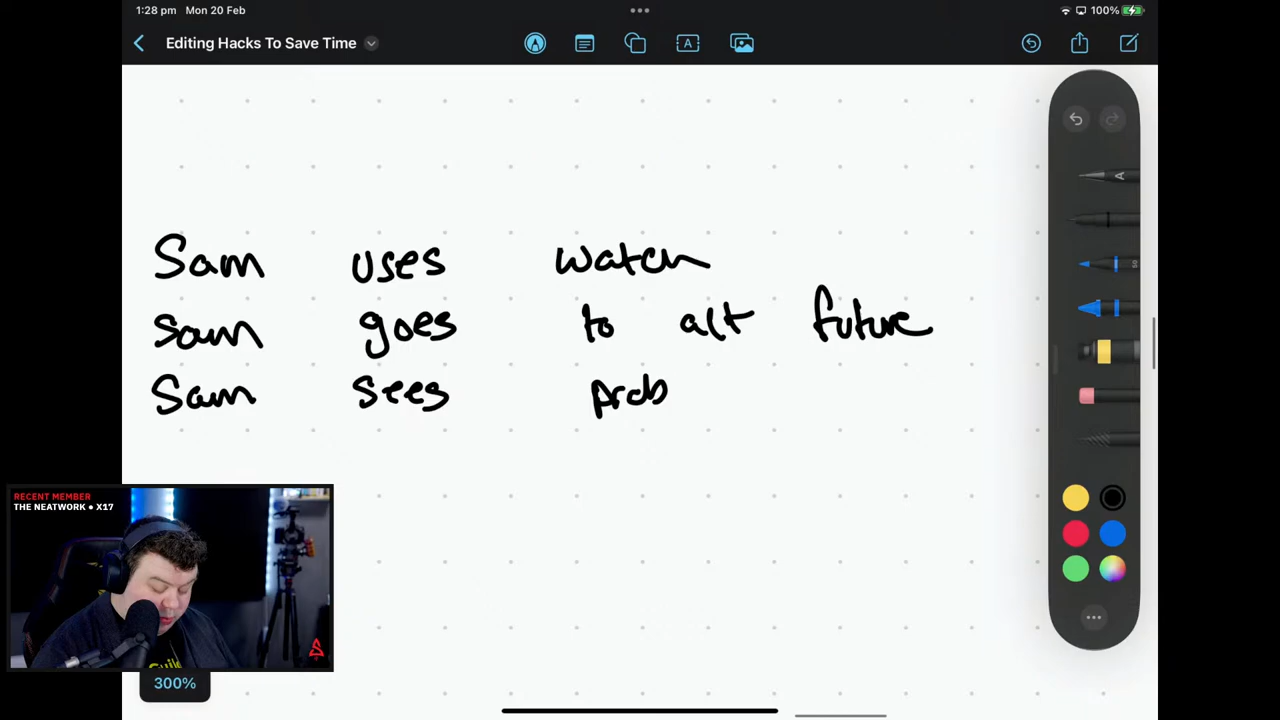 1:28 pm Mon 20 Feb
100%
Editing Hacks To Save Time
Sam uses watch
Sam goes to alt future
Sam sees prob
RECENT MEMBER
THE NEATWORK • X17
300%